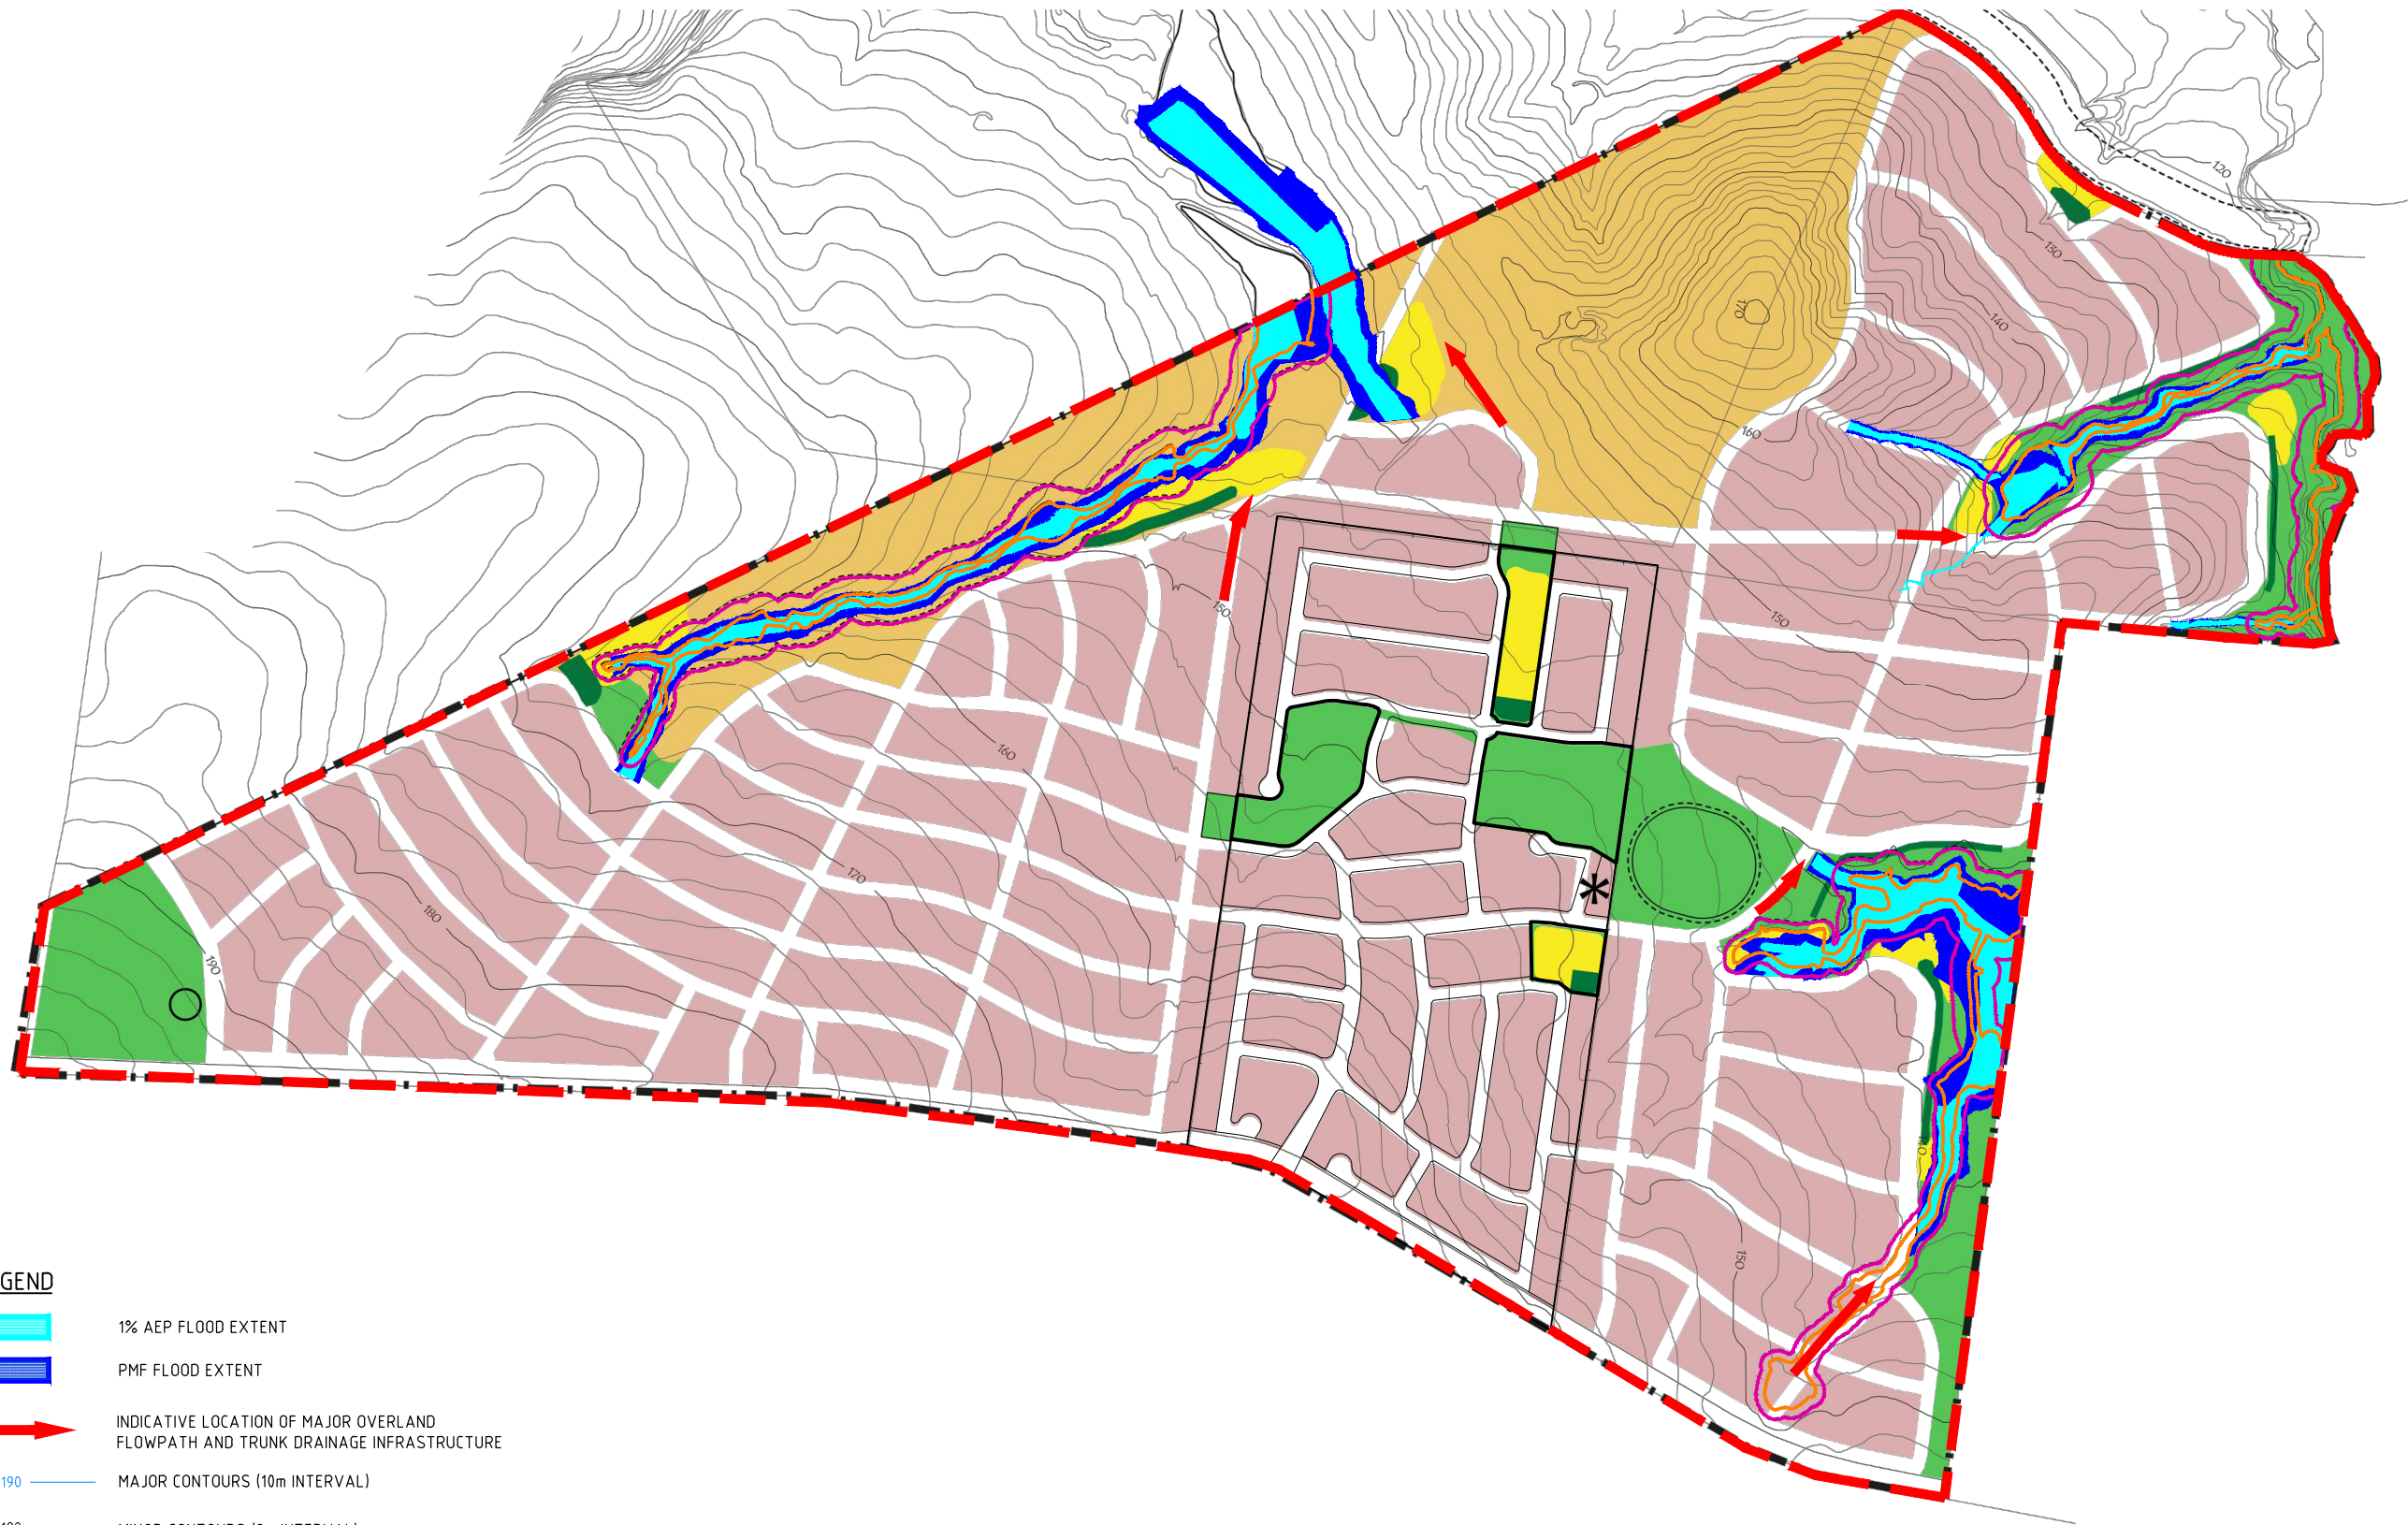 120
130
170
140
160
150
150
160
170
180
190
150
GEND
1% AEP FLOOD EXTENT
PMF FLOOD EXTENT
INDICATIVE LOCATION OF MAJOR OVERLAND
FLOWPATH AND TRUNK DRAINAGE INFRASTRUCTURE
190 MAJOR CONTOURS (10m INTERVAL)